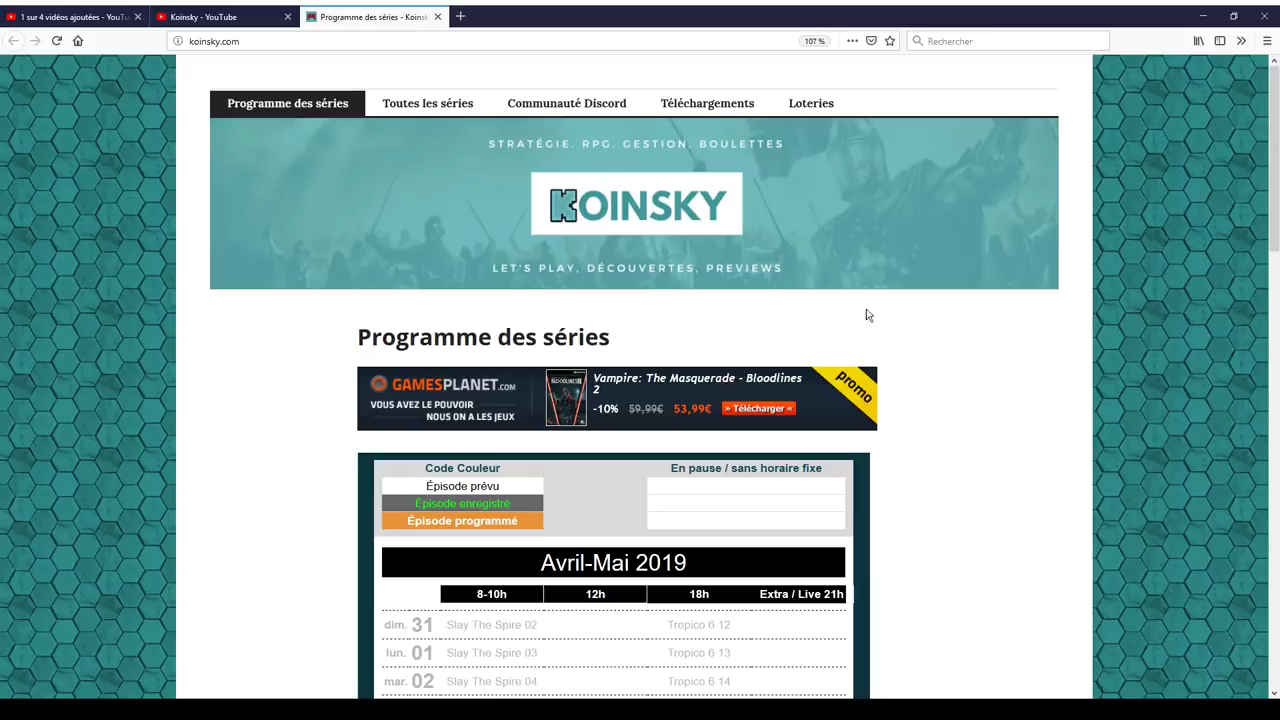 1 sur 4 vidéos ajoutées - YouTu
Koinsky - YouTube
Programme des séries - Koinsk
koinsky.com
107 %
Rechercher
Programme des séries
Toutes les séries
Communauté Discord
Téléchargements
Loteries
STRATÉGIE. RPG. GESTION. BOULETTES
KOINSKY
LET'S PLAY, DÉCOUVERTES, PREVIEWS
Programme des séries
GAMESPLANET.COM
VOUS AVEZ LE POUVOIR
NOUS ON A LES JEUX
BLOODLINES 2
Vampire: The Masquerade - Bloodlines
2
-10% 59,99€ 53,99€ » Télécharger «
promo
Code Couleur
En pause / sans horaire fixe
Épisode prévu
Épisode enregistré
Épisode programmé
Avril-Mai 2019
8-10h 12h 18h Extra / Live 21h
dim. 31 Slay The Spire 02 Tropico 6 12
lun. 01 Slay The Spire 03 Tropico 6 13
mar. 02 Slay The Spire 04 Tropico 6 14